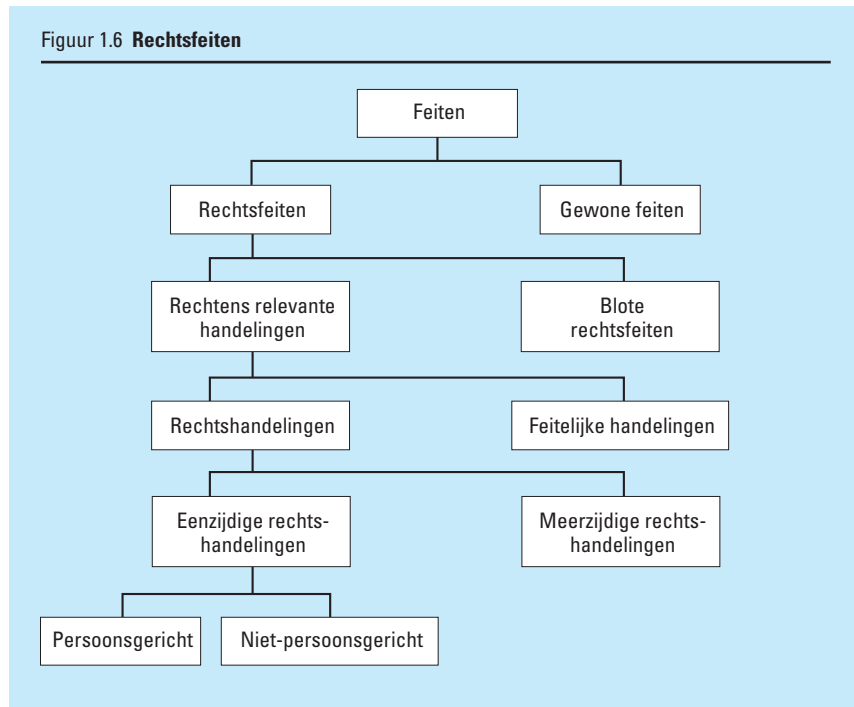 Figuur 1.6 Rechtsfeiten
Feiten
Rechtsfeiten
Gewone feiten
Rechtens relevante
handelingen
Blote
rechtsfeiten
Rechtshandelingen
Feitelijke handelingen
Eenzijdige rechts-
handelingen
Meerzijdige rechts-
handelingen
Persoonsgericht
Niet-persoonsgericht